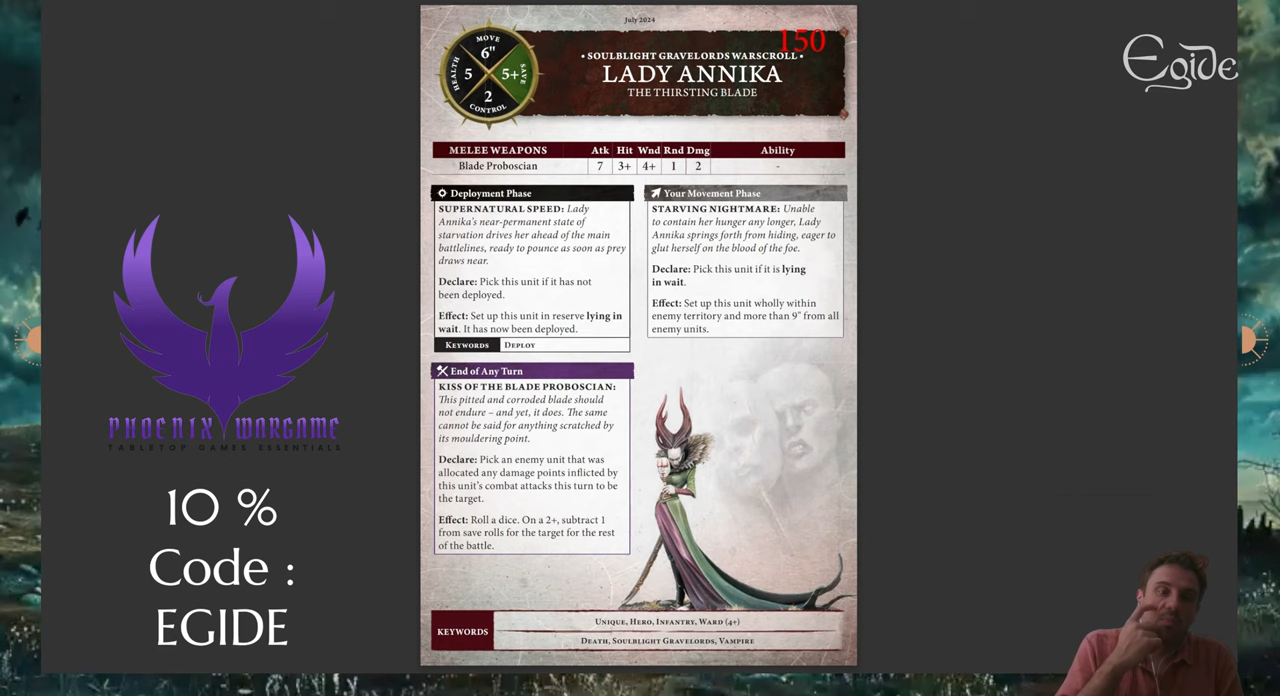 July 2024
150
MOVE
6"
HEALTH
5
5+
SAVE
2
CONTROL
• SOULBLIGHT GRAVELORDS WARSCROLL •
LADY ANNIKA
THE THIRSTING BLADE
Egide
MELEE WEAPONS Atk Hit Wnd Rnd Dmg Ability
Blade Proboscian 7 3+ 4+ 1 2 -
Deployment Phase
SUPERNATURAL SPEED: Lady
Annika's near-permanent state of
starvation drives her ahead of the main
battlelines, ready to pounce as soon as prey
draws near.
Declare: Pick this unit if it has not
been deployed.
Effect: Set up this unit in reserve lying in
wait. It has now been deployed.
KEYWORDS DEPLOY
Your Movement Phase
STARVING NIGHTMARE: Unable
to contain her hunger any longer, Lady
Annika springs forth from hiding, eager to
glut herself on the blood of the foe.
Declare: Pick this unit if it is lying
in wait.
Effect: Set up this unit wholly within
enemy territory and more than 9" from all
enemy units.
End of Any Turn
KISS OF THE BLADE PROBOSCIAN:
This pitted and corroded blade should
not endure – and yet, it does. The same
cannot be said for anything scratched by
its mouldering point.
Declare: Pick an enemy unit that was
allocated any damage points inflicted by
this unit's combat attacks this turn to be
the target.
Effect: Roll a dice. On a 2+, subtract 1
from save rolls for the target for the rest
of the battle.
KEYWORDS
UNIQUE, HERO, INFANTRY, WARD (4+)
DEATH, SOULBLIGHT GRAVELORDS, VAMPIRE
PHOENIX WARGAME
TABLETOP GAMES ESSENTIALS
10 %
Code :
EGIDE